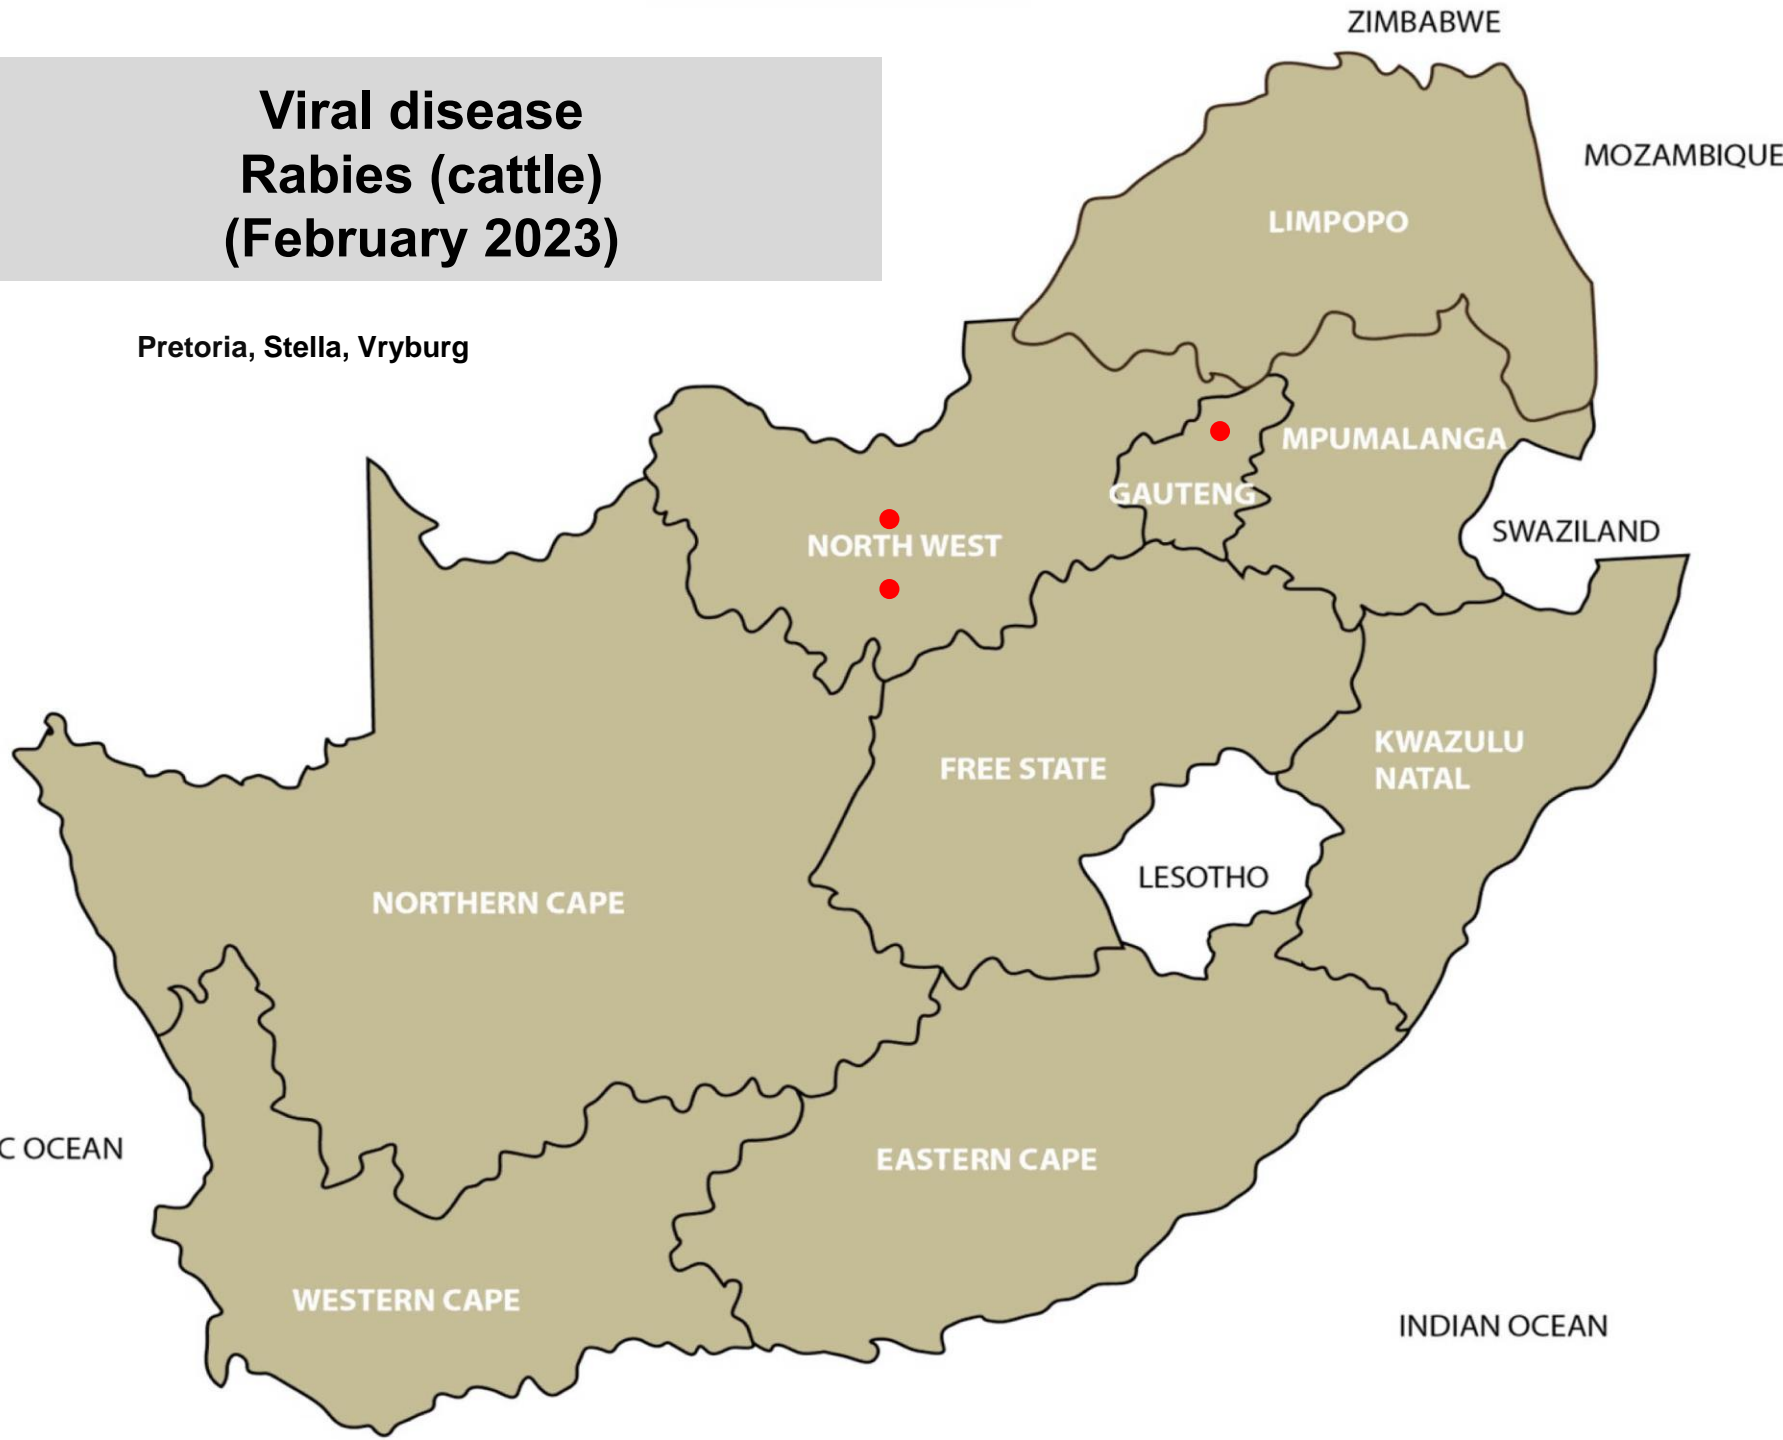 ZIMBABWE
Viral disease
Rabies (cattle)
(February 2023)
MOZAMBIQUE
LIMPOPO
Pretoria, Stella, Vryburg
MPUMALANGA
GAUTENG
SWAZILAND
NORTH WEST
KWAZULU
NATAL
FREE STATE
LESOTHO
NORTHERN CAPE
C OCEAN
EASTERN CAPE
WESTERN CAPE
INDIAN OCEAN